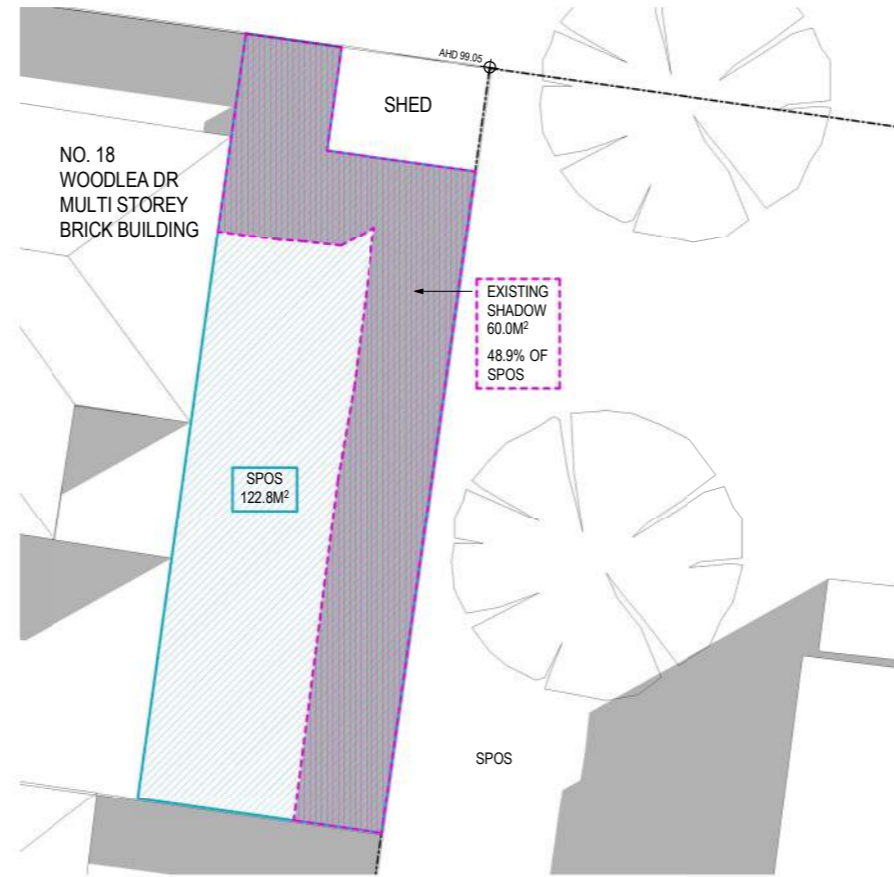 AHD 99.05
SHED
NO. 18
WOODLEA DR
MULTI STOREY
BRICK BUILDING
EXISTING
SHADOW
60.0M²
48.9% OF
SPOS
SPOS
122.8M²
SPOS